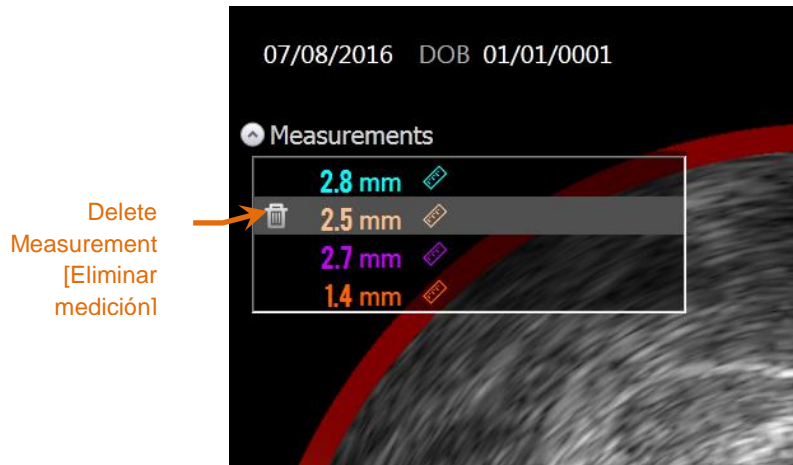 07/08/2016 DOB 01/01/0001
Measurements
2.8 mm
2.5 mm
2.7 mm
1.4 mm
Delete
Measurement
[Eliminar
medición]